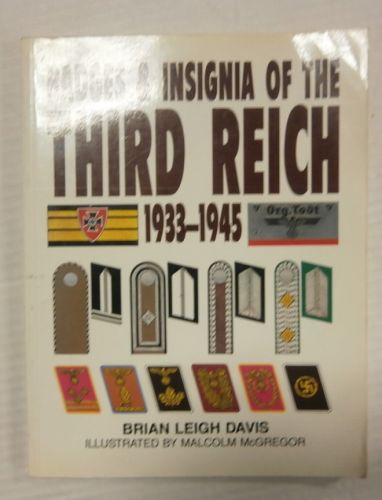 BADGES & INSIGNIA OF THE
THIRD REICH
1933-1945
Org.Todt
BRIAN LEIGH DAVIS
ILLUSTRATED BY MALCOLM McGREGOR